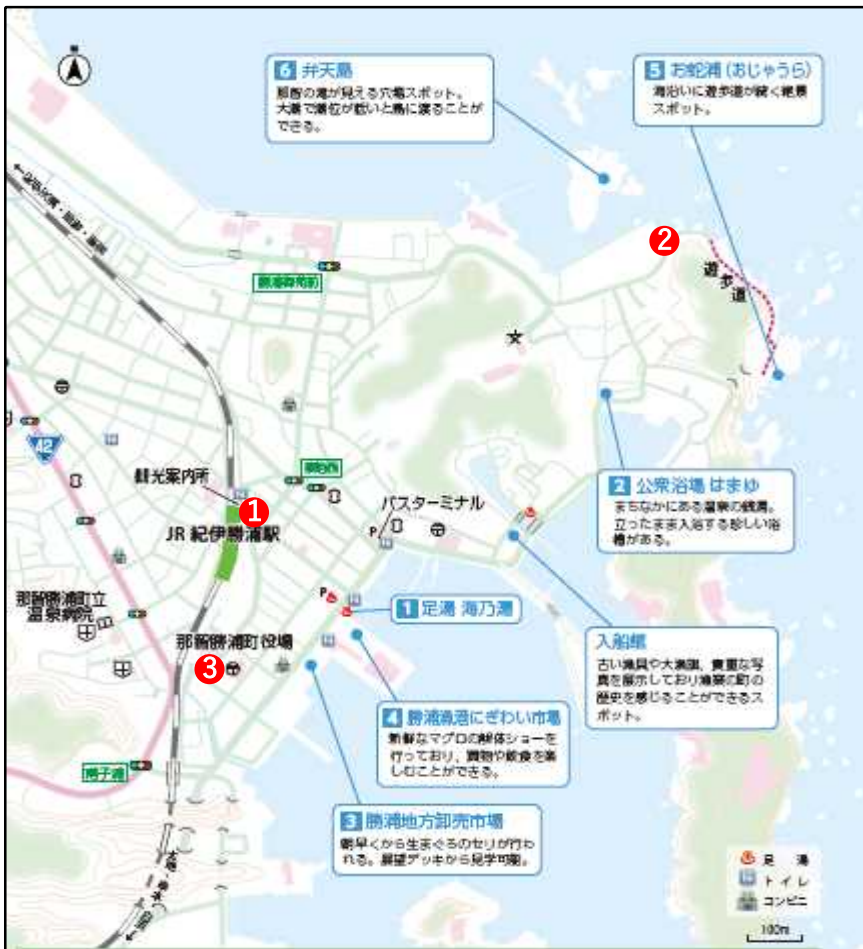 6 弁天島
那智の滝が見える穴場スポット。
大潮で潮位が低いと島に渡ることが
できる。
5 お蛇浦(おじゃうら)
海沿いに遊歩道が続く絶景
スポット。
2
遊歩道
42
観光案内所
1
JR 紀伊勝浦駅
バスターミナル
P
2 公衆浴場 はまゆ
まちなかにある温泉の銭湯。
立ったまま入浴する珍しい浴
槽がある。
那智勝浦町立
温泉病院
P
1 足湯 海乃湯
那智勝浦町役場
3
入船館
古い漁具や大漁旗、貴重な写
真を展示しており漁業の町の
歴史を感じることができるス
ポット。
4 勝浦漁港にぎわい市場
新鮮なマグロの解体ショーを
行っており、買物や飲食を楽
しむことができる。
3 勝浦地方卸売市場
朝早くから生まぐろのセリが行わ
れる。展望デッキから見学可能。
足 湯
トイレ
コンビニ
100m